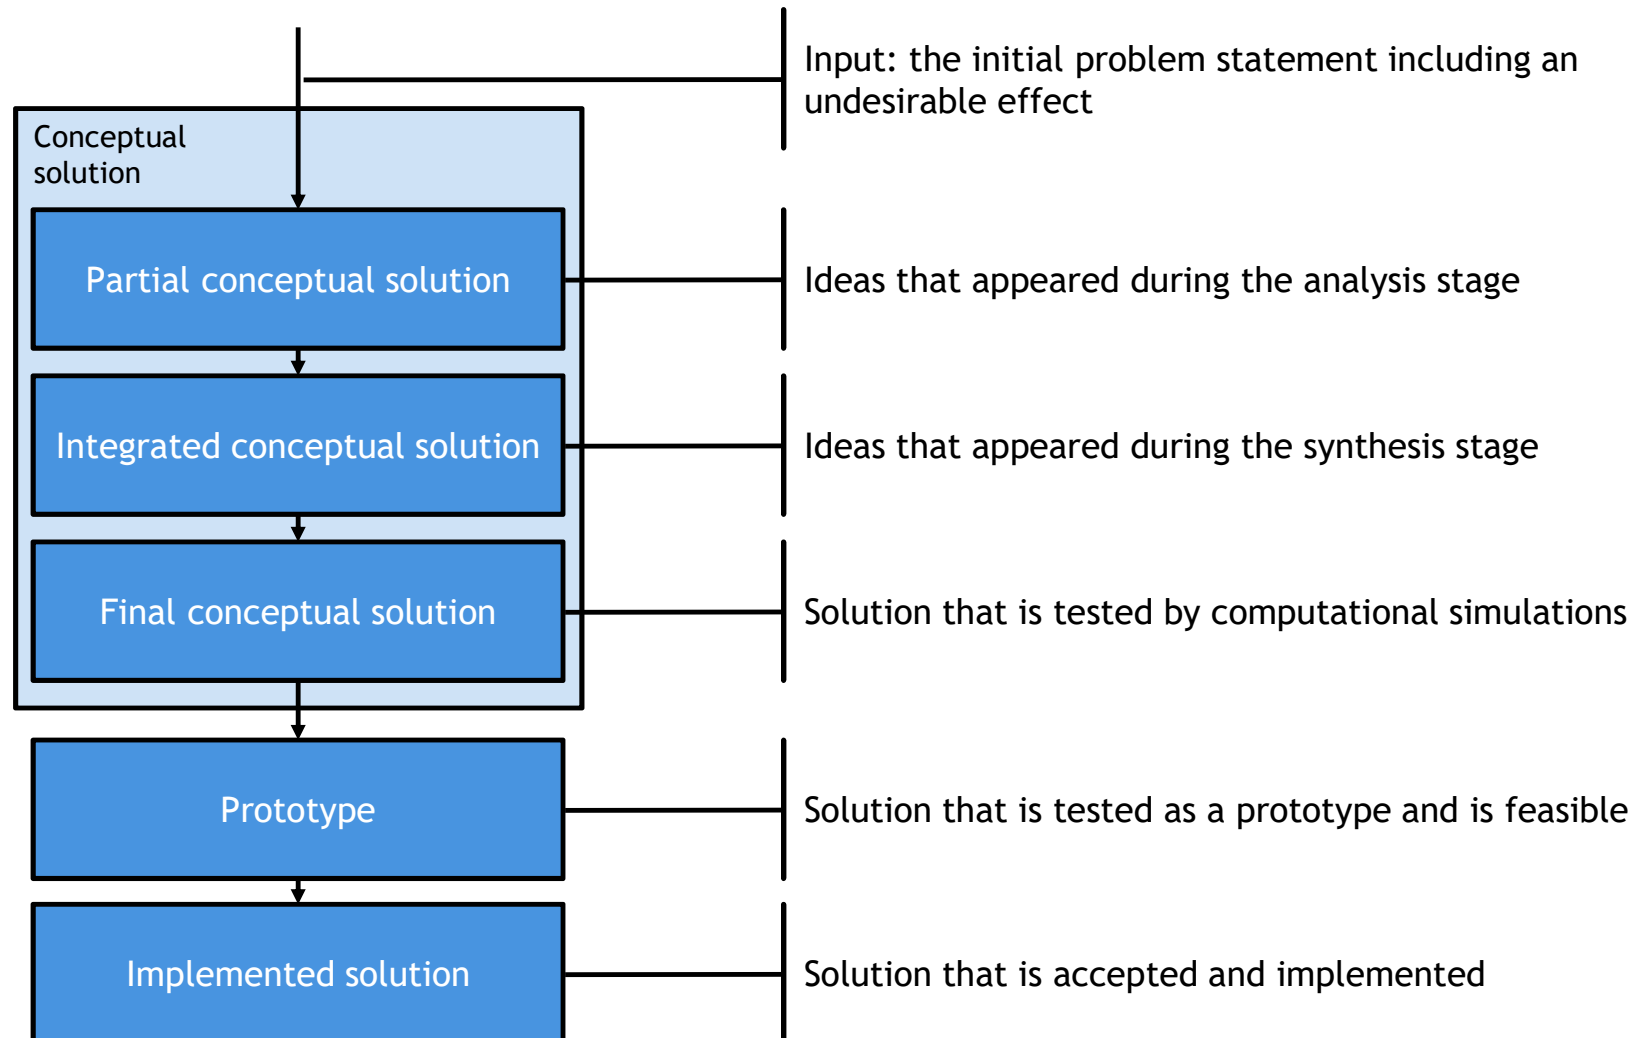 Input: the initial problem statement including an
undesirable effect
Conceptual
solution
Partial conceptual solution
Ideas that appeared during the analysis stage
Integrated conceptual solution
Ideas that appeared during the synthesis stage
Final conceptual solution
Solution that is tested by computational simulations
Prototype
Solution that is tested as a prototype and is feasible
Implemented solution
Solution that is accepted and implemented